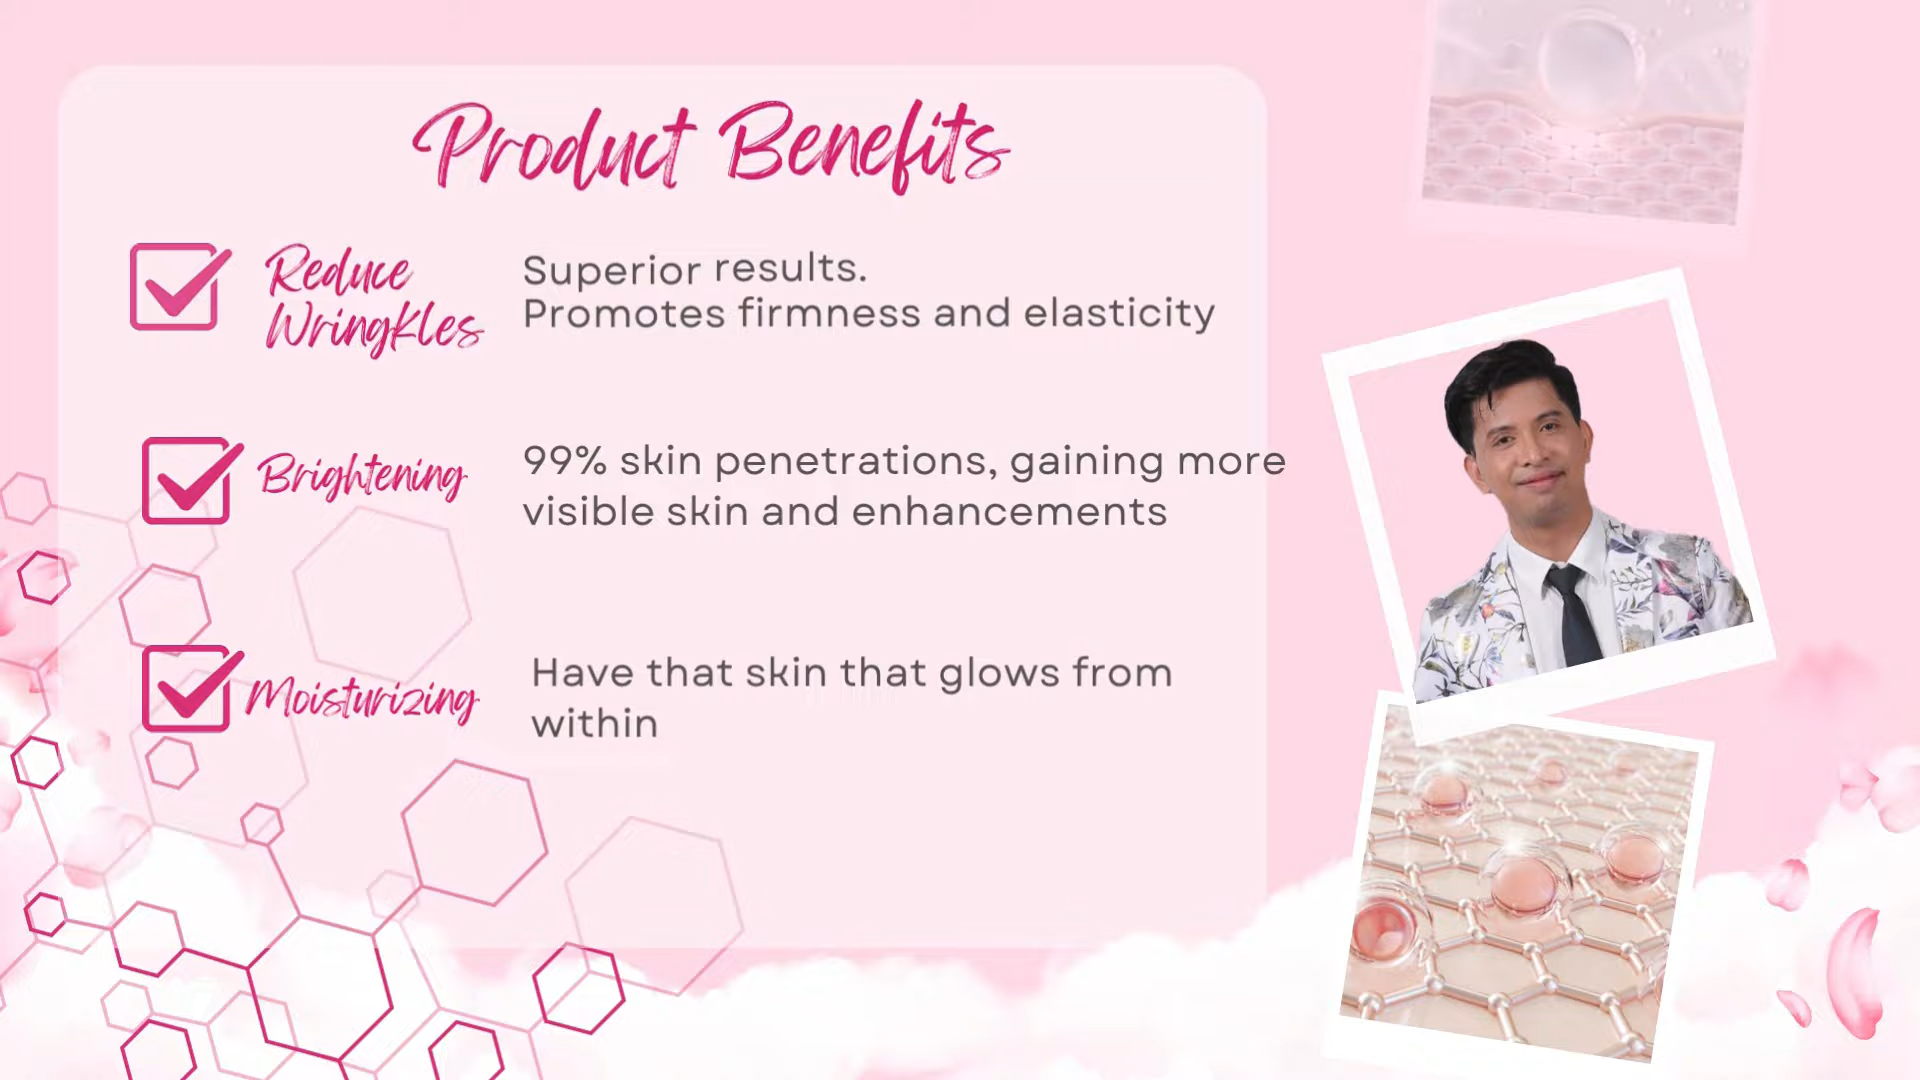 Product Benefits
Reduce
Wringkles
Superior results.
Promotes firmness and elasticity
Brightening
99% skin penetrations, gaining more
visible skin and enhancements
Moisturizing
Have that skin that glows from
within